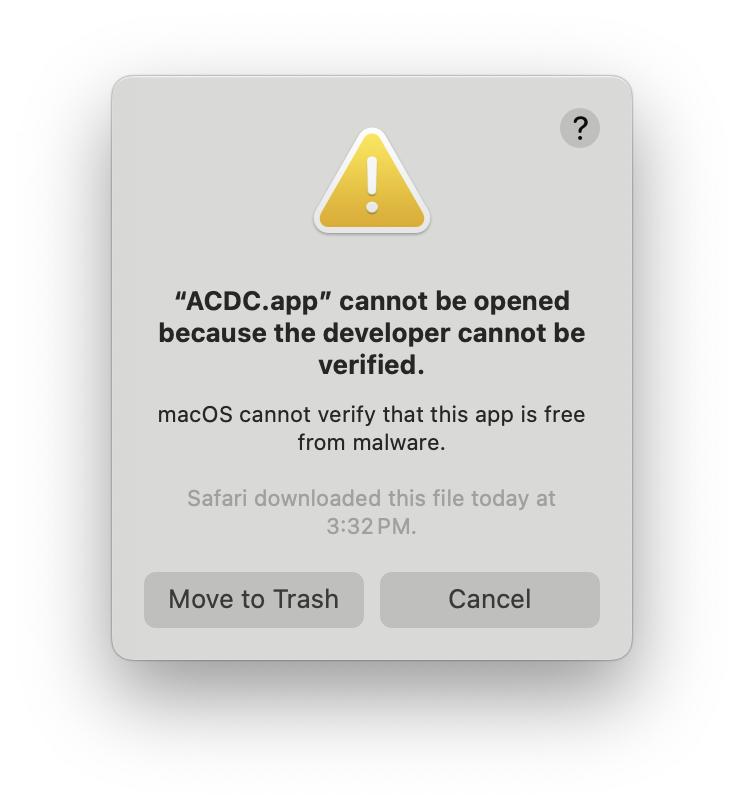 ?
“ACDC.app” cannot be opened
because the developer cannot be
verified.
macOS cannot verify that this app is free
from malware.
Safari downloaded this file today at
3:32 PM.
Move to Trash
Cancel